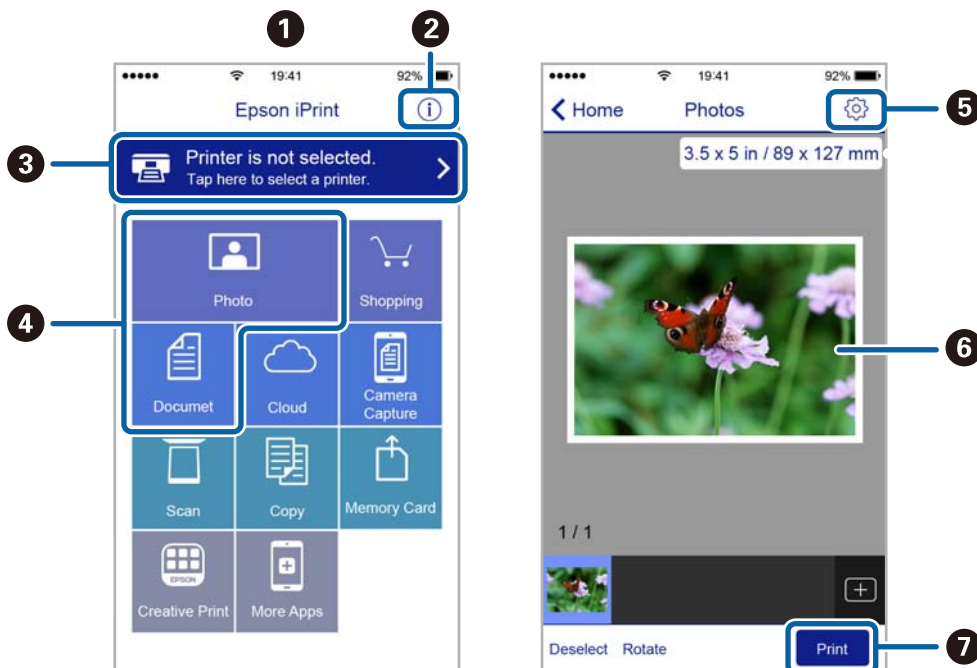 1
2
19:41
92%
Epson iPrint
i
3
Printer is not selected.
Tap here to select a printer.
4
Photo
Shopping
Documet
Cloud
Camera
Capture
Scan
Copy
Memory Card
EPSON
Creative Print
More Apps
19:41
92%
Home
Photos
5
3.5 x 5 in / 89 x 127 mm
6
1 / 1
Deselect
Rotate
Print
7